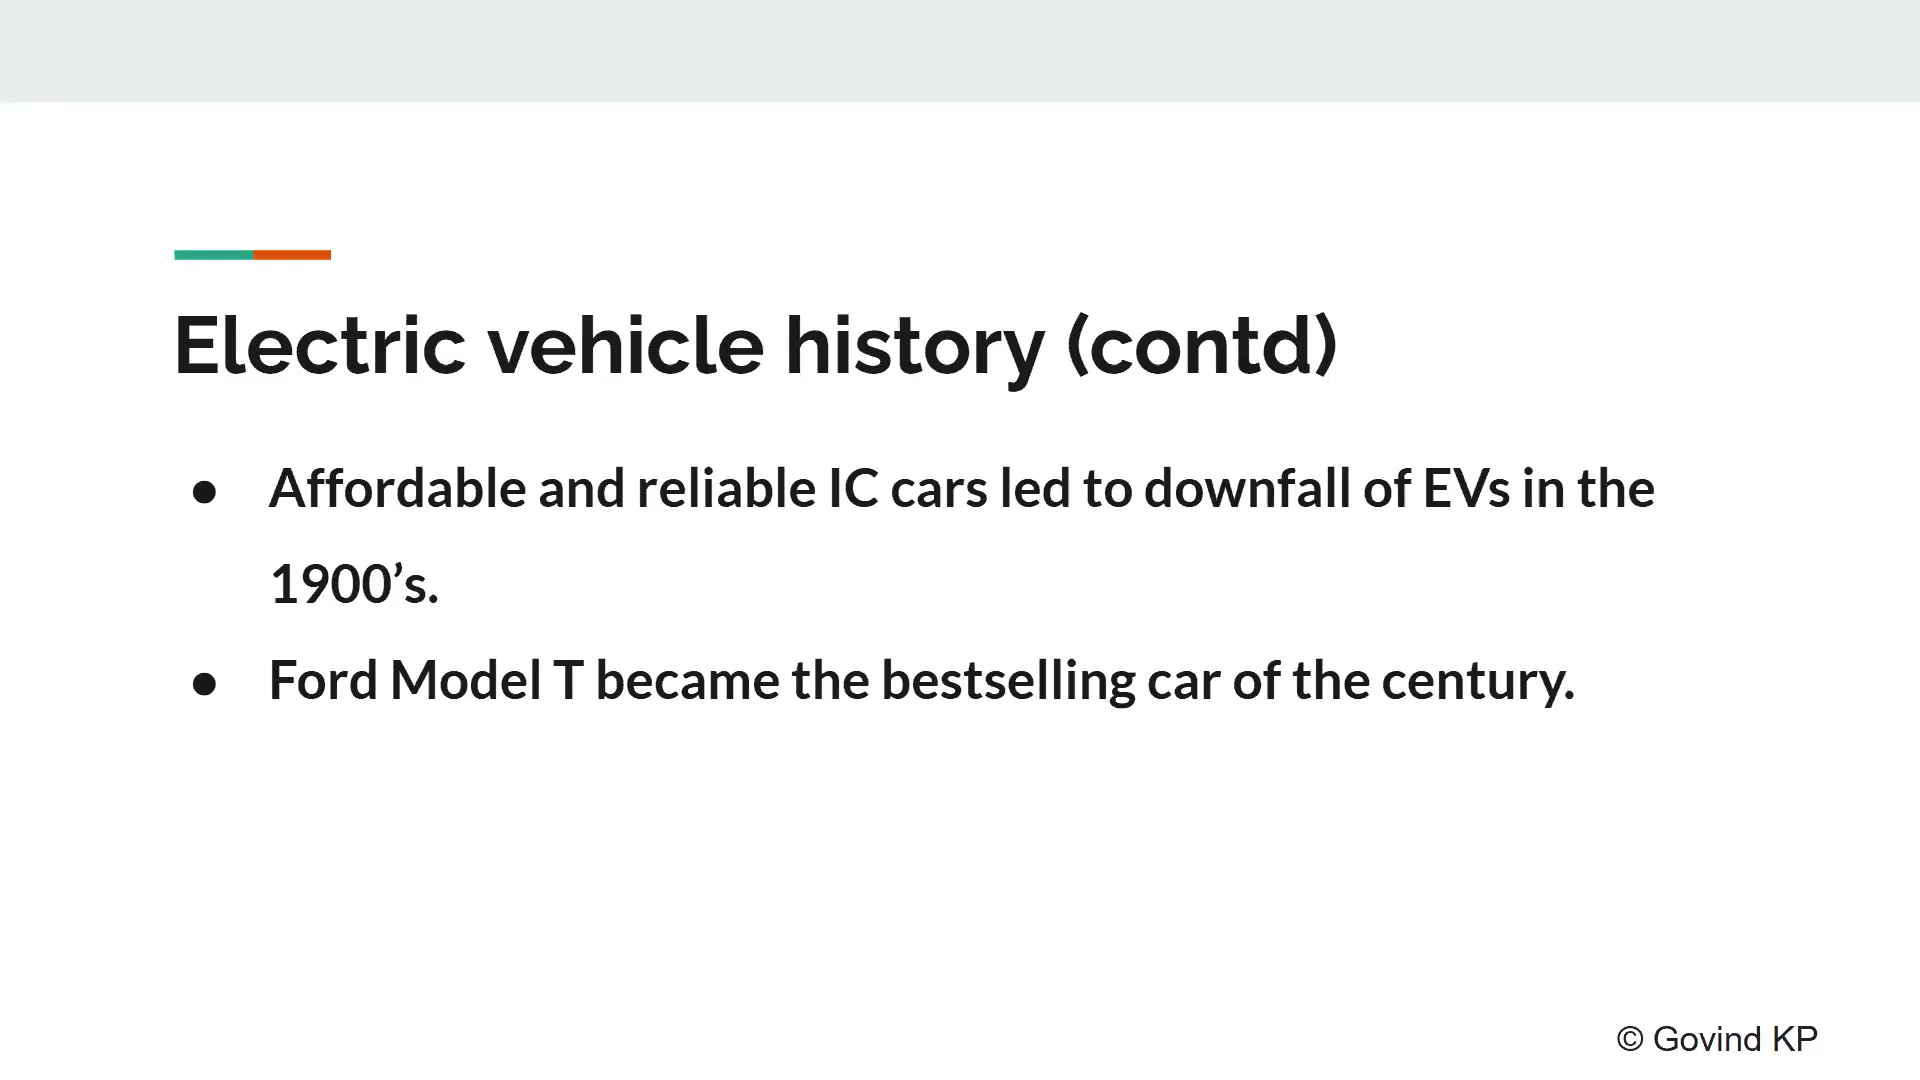 Electric vehicle history (contd)
● Affordable and reliable IC cars led to downfall of EVs in the
1900’s.
● Ford Model T became the bestselling car of the century.
© Govind KP